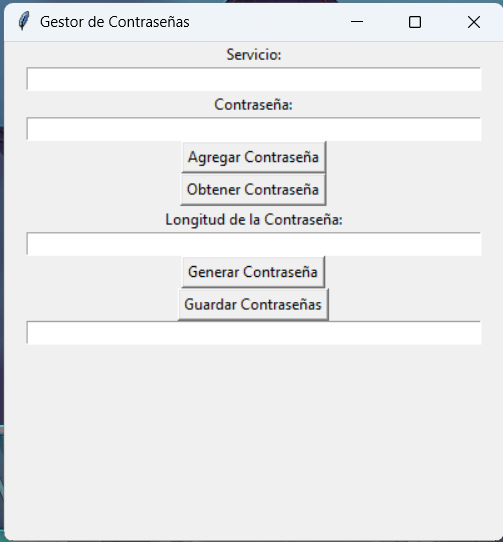 Gestor de Contraseñas
Servicio:
Contraseña:
Agregar Contraseña
Obtener Contraseña
Longitud de la Contraseña:
Generar Contraseña
Guardar Contraseñas